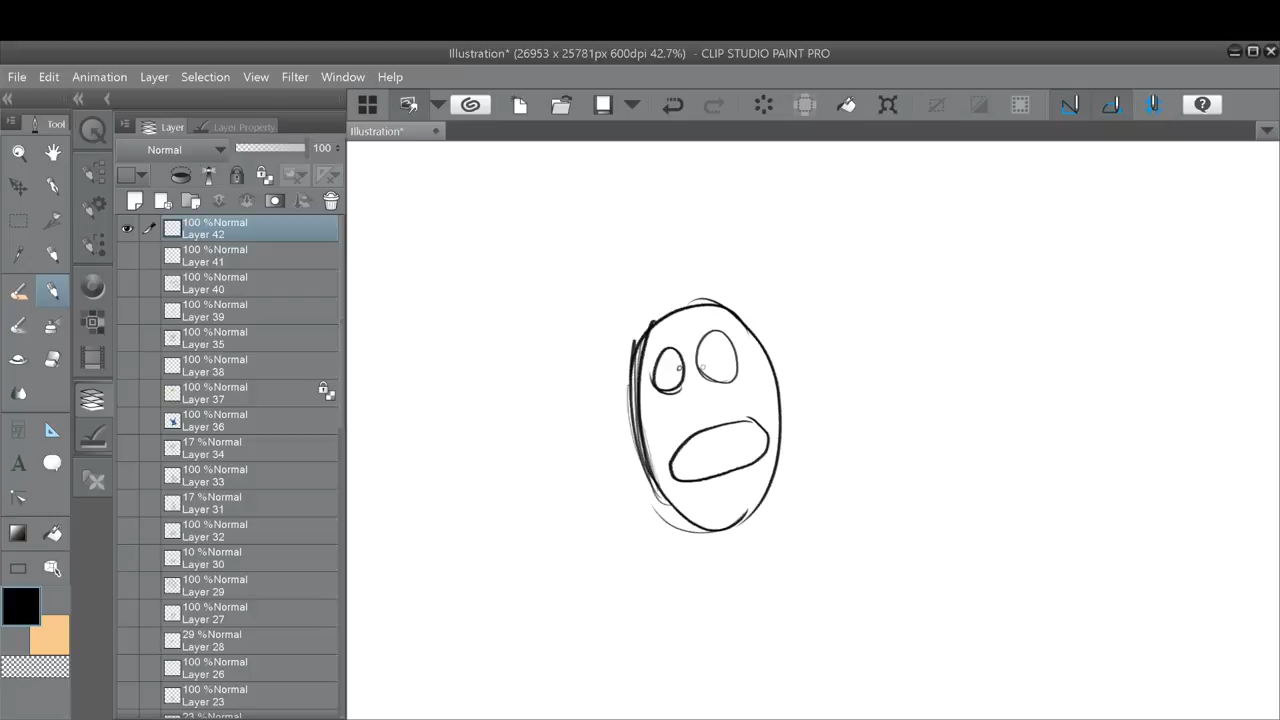 Illustration* (26953 x 25781px 600dpi 42.7%) - CLIP STUDIO PAINT PRO
File Edit Animation Layer Selection View Filter Window Help
Tool
Layer Layer Property
Illustration*
Normal 100
100 %Normal
Layer 42
100 %Normal
Layer 41
100 %Normal
Layer 40
100 %Normal
Layer 39
100 %Normal
Layer 35
100 %Normal
Layer 38
100 %Normal
Layer 37
100 %Normal
Layer 36
17 %Normal
Layer 34
100 %Normal
Layer 33
17 %Normal
Layer 31
100 %Normal
Layer 32
10 %Normal
Layer 30
100 %Normal
Layer 29
100 %Normal
Layer 27
29 %Normal
Layer 28
100 %Normal
Layer 26
100 %Normal
Layer 23
23 %Normal